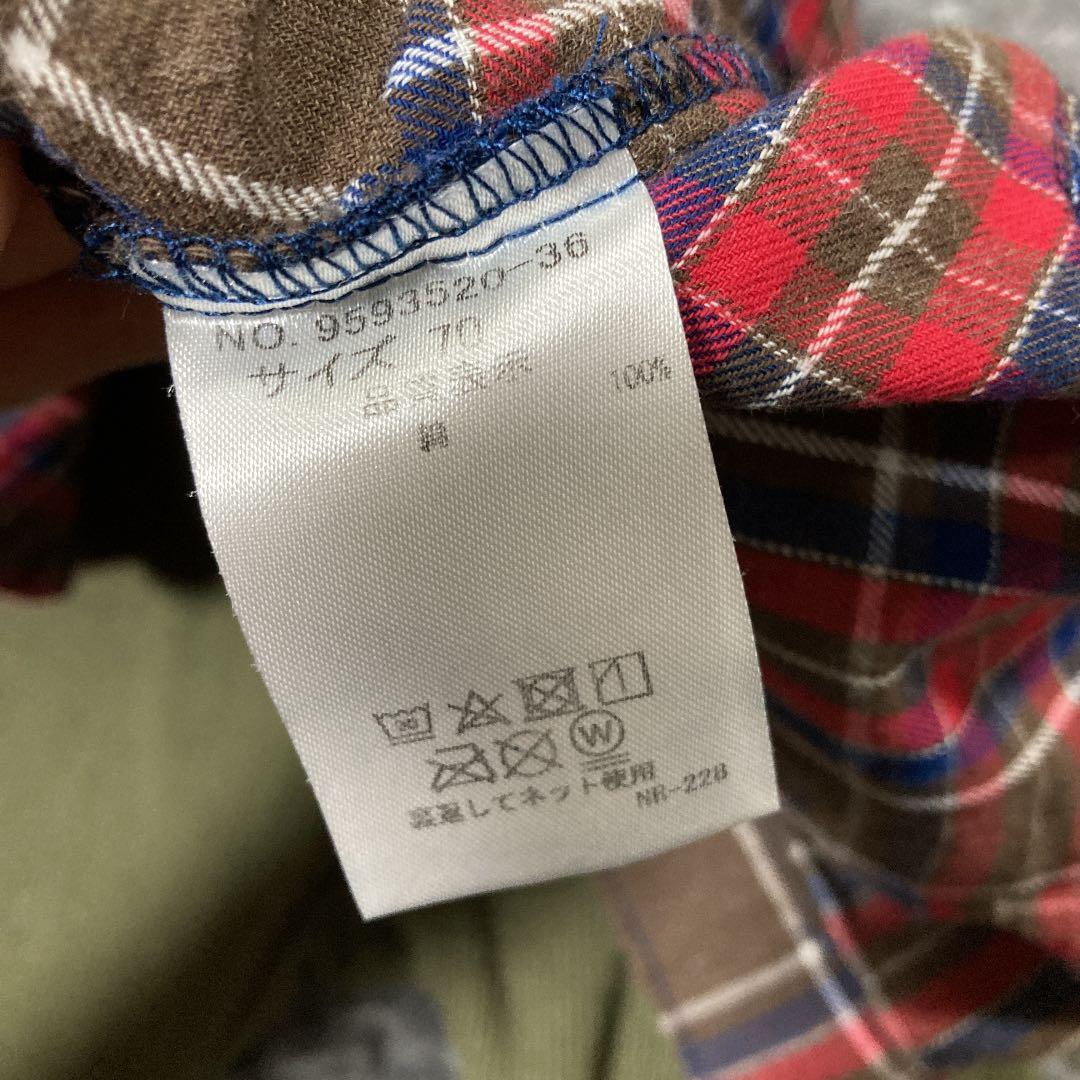 NO. 9593520-36
サイズ 70
品質表示
綿 100%
W
裏返してネット使用
NR-228